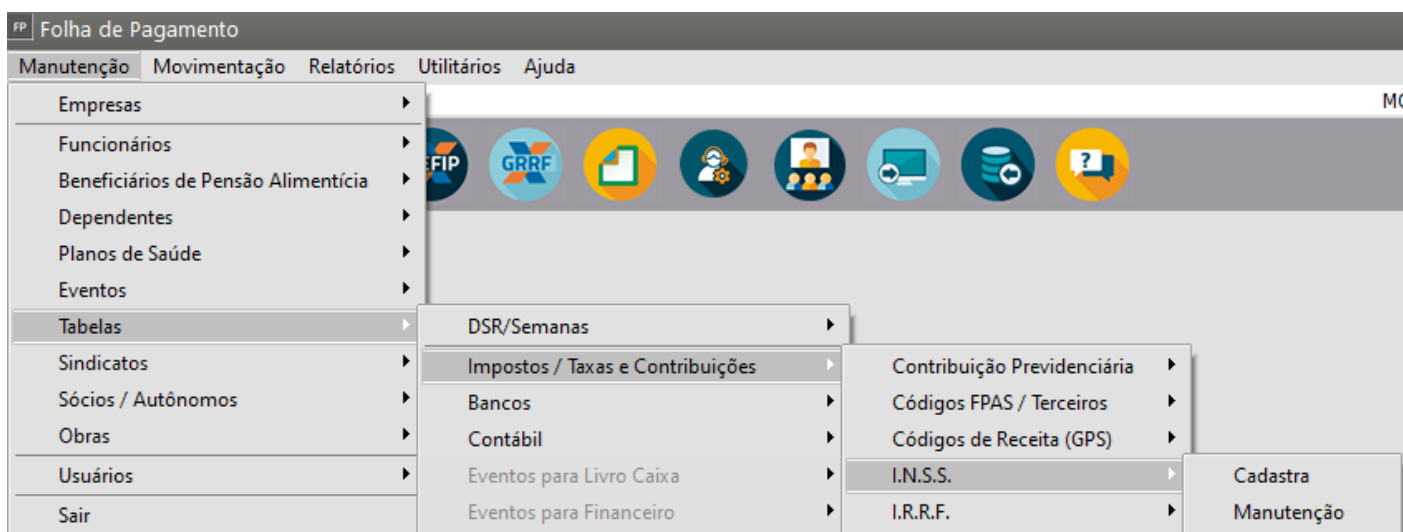 FP Folha de Pagamento
Manutenção Movimentação Relatórios Utilitários Ajuda
Empresas
Funcionários
Beneficiários de Pensão Alimentícia
Dependentes
Planos de Saúde
Eventos
Tabelas
Sindicatos
Sócios / Autônomos
Obras
Usuários
Sair
GRRF
?
DSR/Semanas
Impostos / Taxas e Contribuições
Bancos
Contábil
Eventos para Livro Caixa
Eventos para Financeiro
Contribuição Previdenciária
Códigos FPAS / Terceiros
Códigos de Receita (GPS)
I.N.S.S.
I.R.R.F.
Cadastra
Manutenção